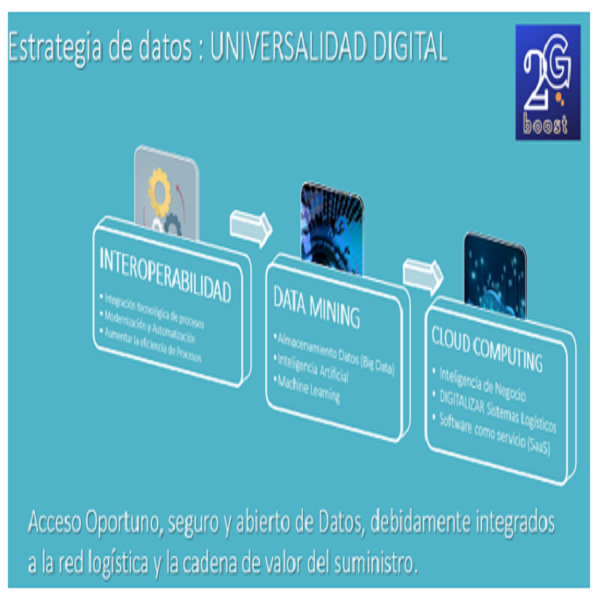 Estrategia de datos : UNIVERSALIDAD DIGITAL
2G
boost
INTEROPERABILIDAD
• Integración tecnológica de procesos
• Modernización y Automatización
• Aumentar la eficiencia de Procesos
DATA MINING
• Almacenamiento Datos (Big Data)
• Inteligencia Artificial
• Machine Learning
CLOUD COMPUTING
• Inteligencia de Negocio
• DIGITALIZAR Sistemas Logísticos
• Software como servicio (SaaS)
Acceso Oportuno, seguro y abierto de Datos, debidamente integrados
a la red logística y la cadena de valor del suministro.